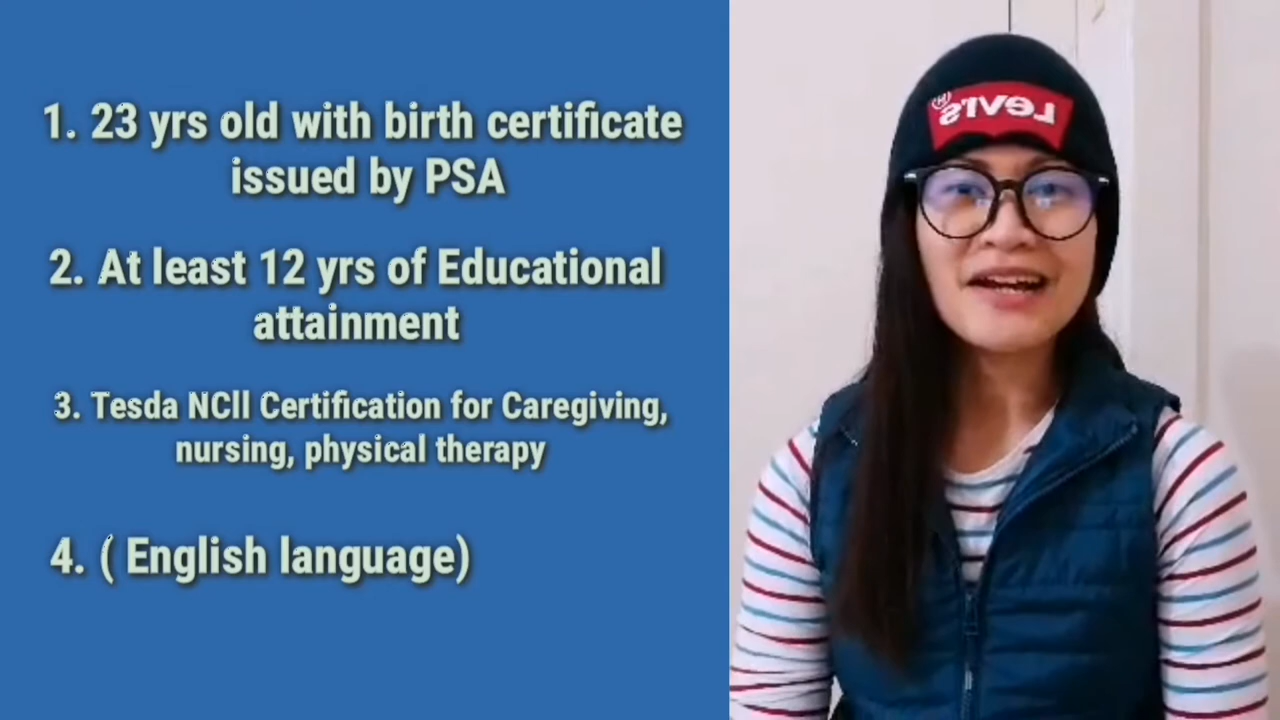 1. 23 yrs old with birth certificate
issued by PSA
2. At least 12 yrs of Educational
attainment
3. Tesda NCll Certification for Caregiving,
nursing, physical therapy
4. ( English language)
Levi's